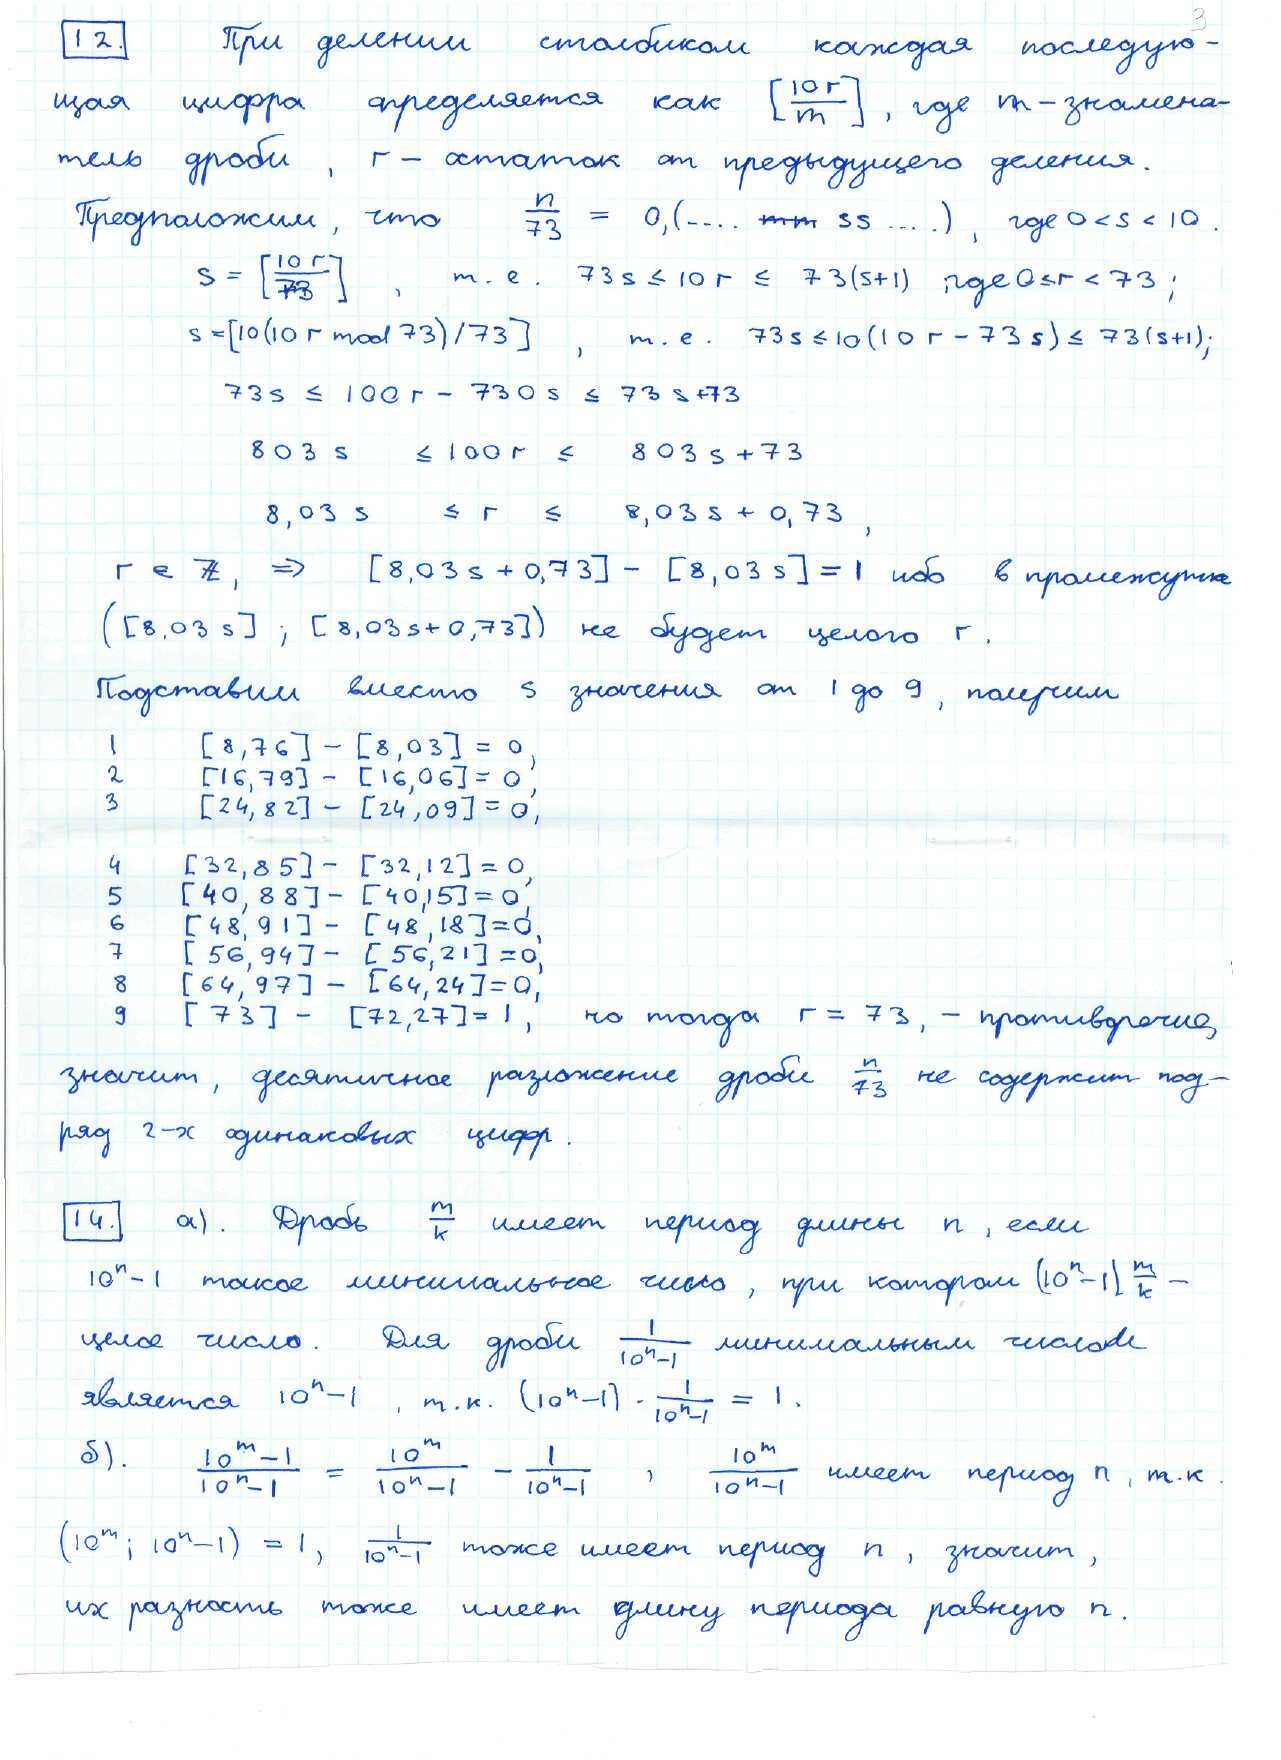 3
12. При делении столбиком каждая последую-
щая цифра определяется как [10r/m], где m – знамена-
тель дроби, r – остаток от предыдущего деления.
Предположим, что n/73 = 0,(.... ss ....), где 0 < s < 10.
s = [10r/73], т.е. 73s ≤ 10r ≤ 73(s+1), где 0 ≤ r < 73;
s = [10(10r mod 73)/73], т.е. 73s ≤ 10(10r – 73s) ≤ 73(s+1);
73s ≤ 100r – 730s ≤ 73s+73
803s ≤ 100r ≤ 803s + 73
8,03s ≤ r ≤ 8,03s + 0,73,
r ∈ ℤ, ⇒ [8,03s + 0,73] – [8,03s] = 1 ибо в промежутке
([8,03s]; [8,03s+0,73]) не будет целого r.
Подставим вместо s значения от 1 до 9, получим
1 [8,76] – [8,03] = 0,
2 [16,79] – [16,06] = 0,
3 [24,82] – [24,09] = 0,
4 [32,85] – [32,12] = 0,
5 [40,88] – [40,15] = 0,
6 [48,91] – [48,18] = 0,
7 [56,94] – [56,21] = 0,
8 [64,97] – [64,24] = 0,
9 [73] – [72,27] = 1, но тогда r = 73, – противоречие,
значит, десятичное разложение дроби n/73 не содержит под-
ряд 2-х одинаковых цифр.
14. а). Дробь m/k имеет период длины n, если
10ⁿ – 1 такое минимальное число, при котором (10ⁿ – 1) m/k –
целое число. Для дроби 1/(10ⁿ–1) минимальным числом
является 10ⁿ – 1, т.к. (10ⁿ – 1) · 1/(10ⁿ–1) = 1.
б). (10ᵐ – 1)/(10ⁿ – 1) = 10ᵐ/(10ⁿ – 1) – 1/(10ⁿ – 1), 10ᵐ/(10ⁿ – 1) имеет период n, т.к.
(10ᵐ; 10ⁿ – 1) = 1, 1/(10ⁿ–1) тоже имеет период n, значит,
их разность тоже имеет длину периода равную n.